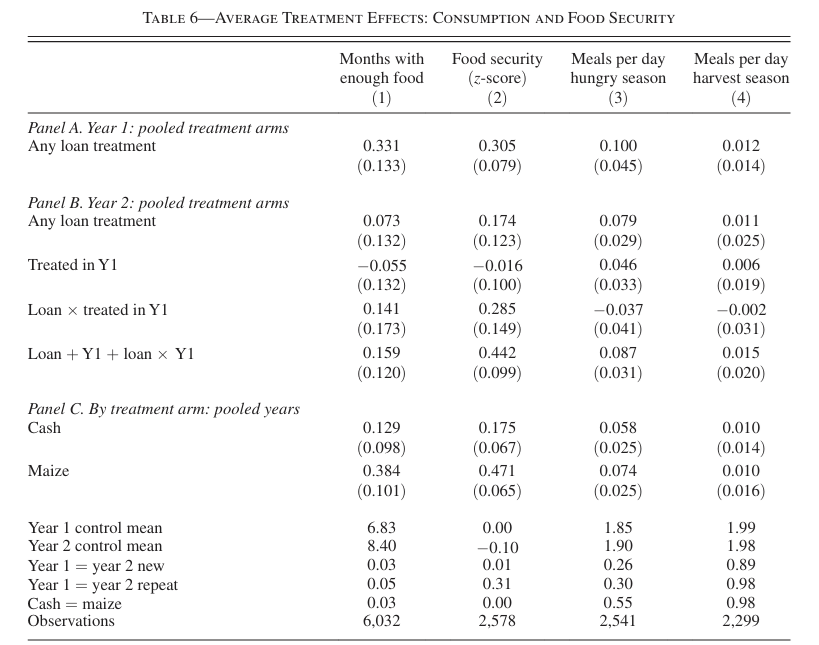 TABLE 6—AVERAGE TREATMENT EFFECTS: CONSUMPTION AND FOOD SECURITY
Months with enough food (1) Food security (z-score) (2) Meals per day hungry season (3) Meals per day harvest season (4)
Panel A. Year 1: pooled treatment arms
Any loan treatment 0.331 0.305 0.100 0.012
(0.133) (0.079) (0.045) (0.014)
Panel B. Year 2: pooled treatment arms
Any loan treatment 0.073 0.174 0.079 0.011
(0.132) (0.123) (0.029) (0.025)
Treated in Y1 −0.055 −0.016 0.046 0.006
(0.132) (0.100) (0.033) (0.019)
Loan × treated in Y1 0.141 0.285 −0.037 −0.002
(0.173) (0.149) (0.041) (0.031)
Loan + Y1 + loan × Y1 0.159 0.442 0.087 0.015
(0.120) (0.099) (0.031) (0.020)
Panel C. By treatment arm: pooled years
Cash 0.129 0.175 0.058 0.010
(0.098) (0.067) (0.025) (0.014)
Maize 0.384 0.471 0.074 0.010
(0.101) (0.065) (0.025) (0.016)
Year 1 control mean 6.83 0.00 1.85 1.99
Year 2 control mean 8.40 −0.10 1.90 1.98
Year 1 = year 2 new 0.03 0.01 0.26 0.89
Year 1 = year 2 repeat 0.05 0.31 0.30 0.98
Cash = maize 0.03 0.00 0.55 0.98
Observations 6,032 2,578 2,541 2,299